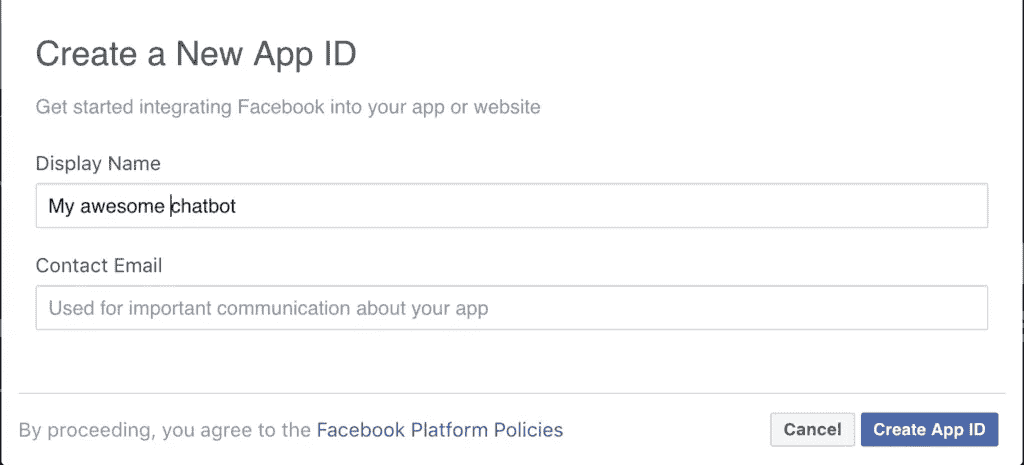 Create a New App ID
Get started integrating Facebook into your app or website
Display Name
My awesome chatbot
Contact Email
Used for important communication about your app
By proceeding, you agree to the Facebook Platform Policies
Cancel
Create App ID